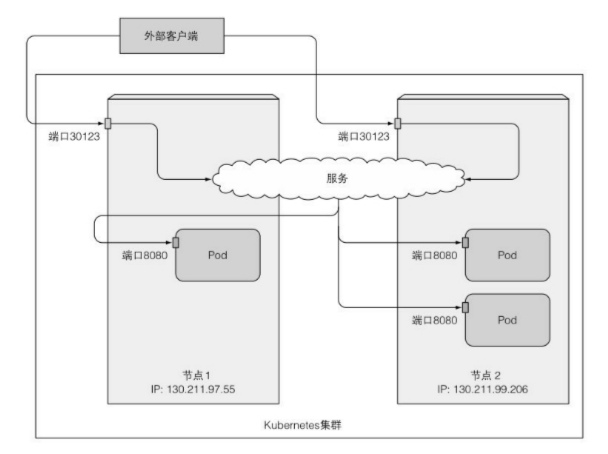 外部客户端
端口30123
端口30123
服务
端口8080
Pod
端口8080
Pod
端口8080
Pod
节点1
IP: 130.211.97.55
节点 2
IP: 130.211.99.206
Kubernetes集群